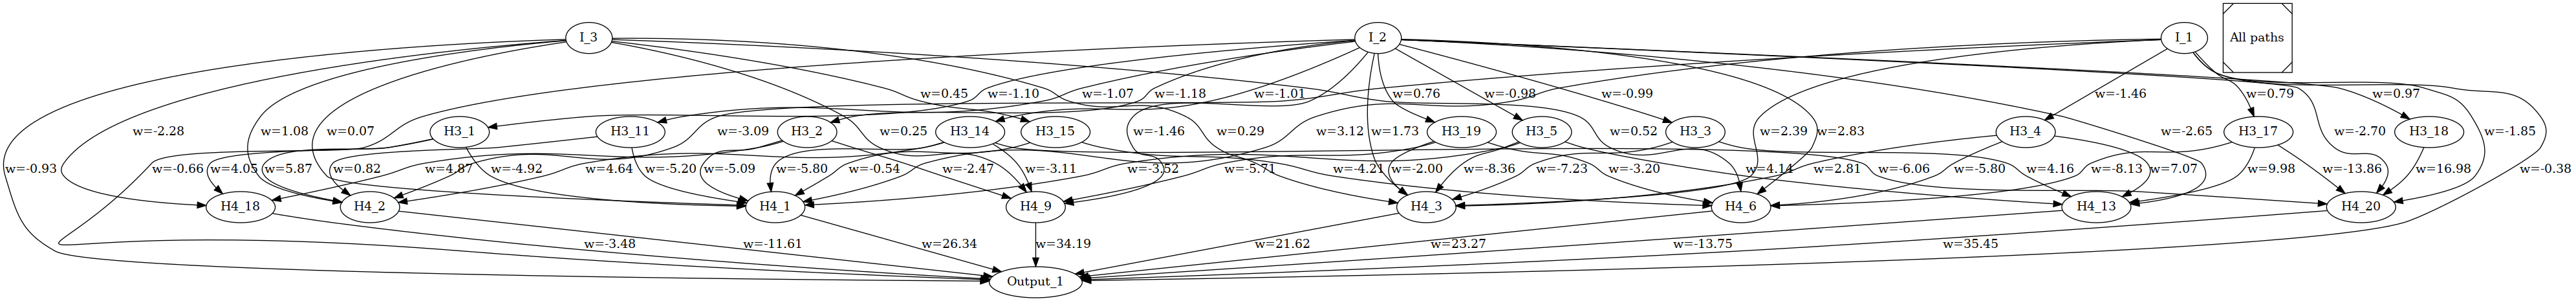 I_3 I_2 I_1 All paths
w=0.45 w=-1.10 w=-1.07 w=-1.18 w=-1.01 w=0.76 w=-0.98 w=-0.99 w=-1.46 w=0.79 w=0.97
w=-2.28 w=1.08 w=0.07 H3_1 H3_11 w=-3.09 H3_2 w=0.25 H3_14 H3_15 w=-1.46 w=0.29 w=3.12 w=1.73 H3_19 H3_5 w=0.52 H3_3 w=2.39 w=2.83 H3_4 w=-2.65 H3_17 w=-2.70 H3_18 w=-1.85
w=-0.93 w=-0.66 w=4.05 w=5.87 w=0.82 w=4.87 w=-4.92 w=4.64 w=-5.20 w=-5.09 w=-5.80 w=-0.54 w=-2.47 w=-3.11 w=-3.52 w=-5.71 w=-4.21 w=-2.00 w=-8.36 w=-7.23 w=-3.20 w=4.14 w=2.81 w=-6.06 w=-5.80 w=4.16 w=-8.13 w=7.07 w=9.98 w=-13.86 w=16.98 w=-0.38
H4_18 H4_2 H4_1 H4_9 H4_3 H4_6 H4_13 H4_20
w=-3.48 w=-11.61 w=26.34 w=34.19 w=21.62 w=23.27 w=-13.75 w=35.45
Output_1